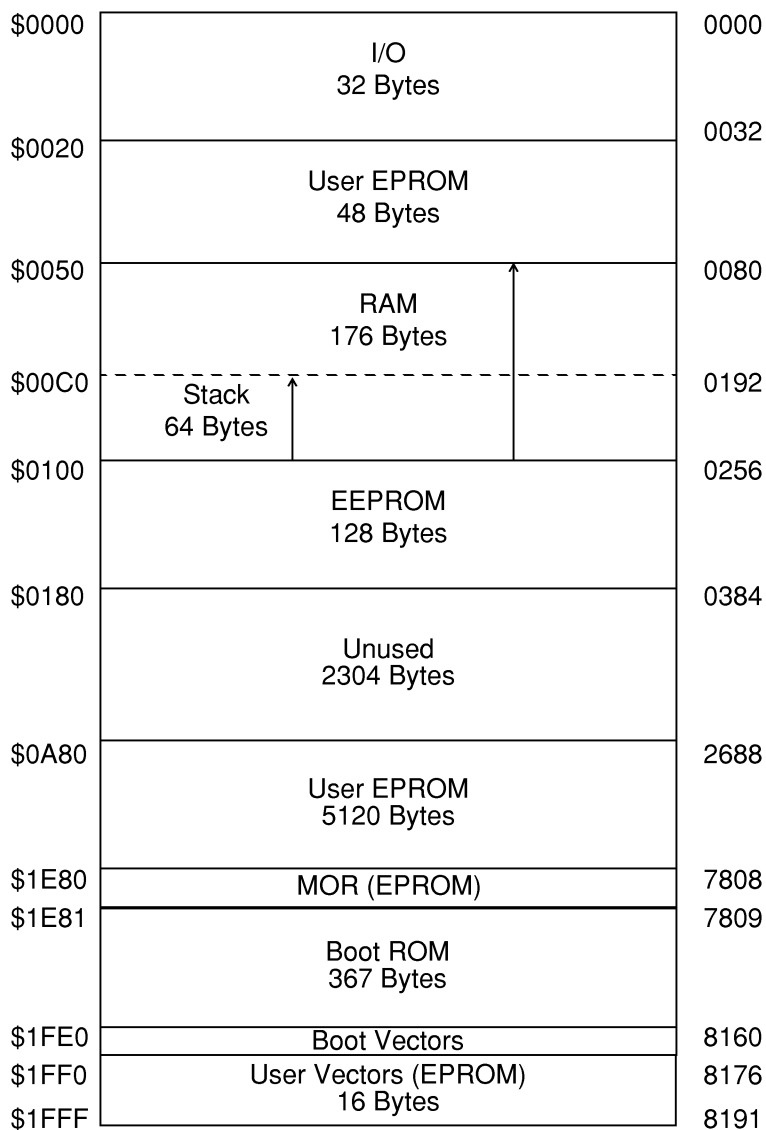 $0000
I/O
32 Bytes
0000
0032
$0020
User EPROM
48 Bytes
$0050
0080
RAM
176 Bytes
$00C0
0192
Stack
64 Bytes
$0100
0256
EEPROM
128 Bytes
$0180
0384
Unused
2304 Bytes
$0A80
2688
User EPROM
5120 Bytes
$1E80
MOR (EPROM)
7808
$1E81
7809
Boot ROM
367 Bytes
$1FE0
Boot Vectors
8160
$1FF0
User Vectors (EPROM)
8176
16 Bytes
$1FFF
8191